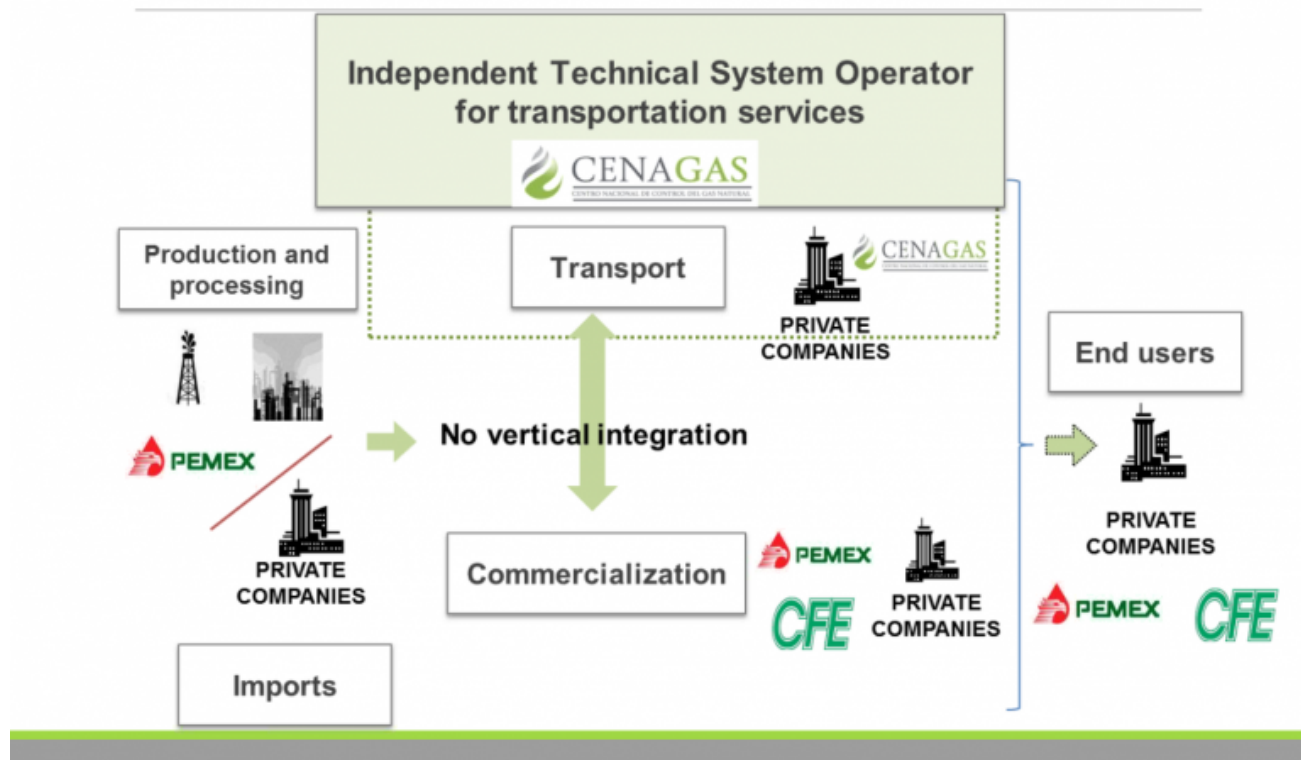 Independent Technical System Operator
for transportation services
CENAGAS
CENTRO NACIONAL DE CONTROL DEL GAS NATURAL
Production and
processing
Transport
CENAGAS
PRIVATE
COMPANIES
End users
No vertical integration
PEMEX
PRIVATE
COMPANIES
Commercialization
PEMEX
CFE
PRIVATE
COMPANIES
PRIVATE
COMPANIES
PEMEX
CFE
Imports